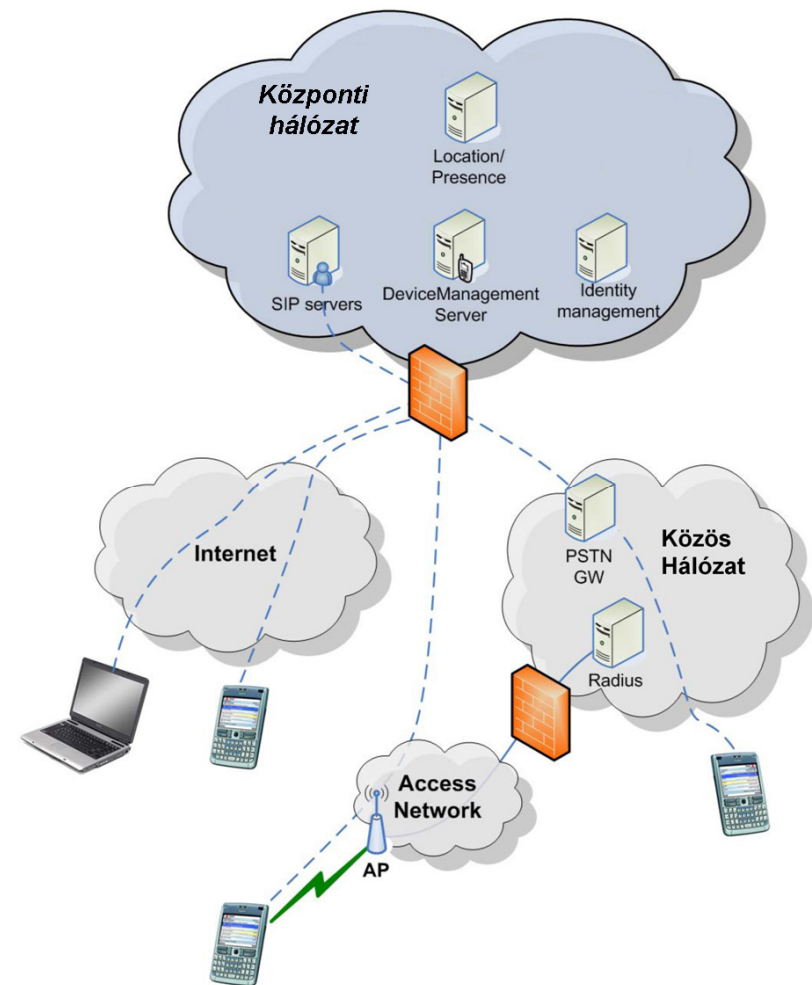 Központi
hálózat
Location/
Presence
SIP servers
DeviceManagement
Server
Identity
management
Internet
PSTN
GW
Közös
Hálózat
Radius
Access
Network
AP